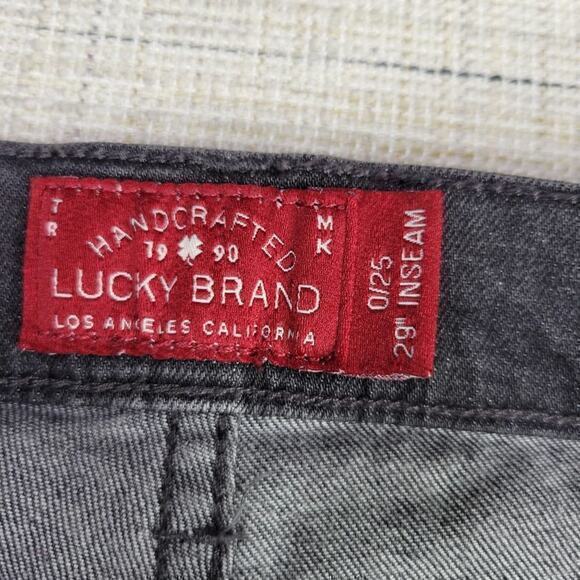 TR MK
HANDCRAFTED
19 90
LUCKY BRAND
LOS ANGELES CALIFORNIA
0/25
29" INSEAM